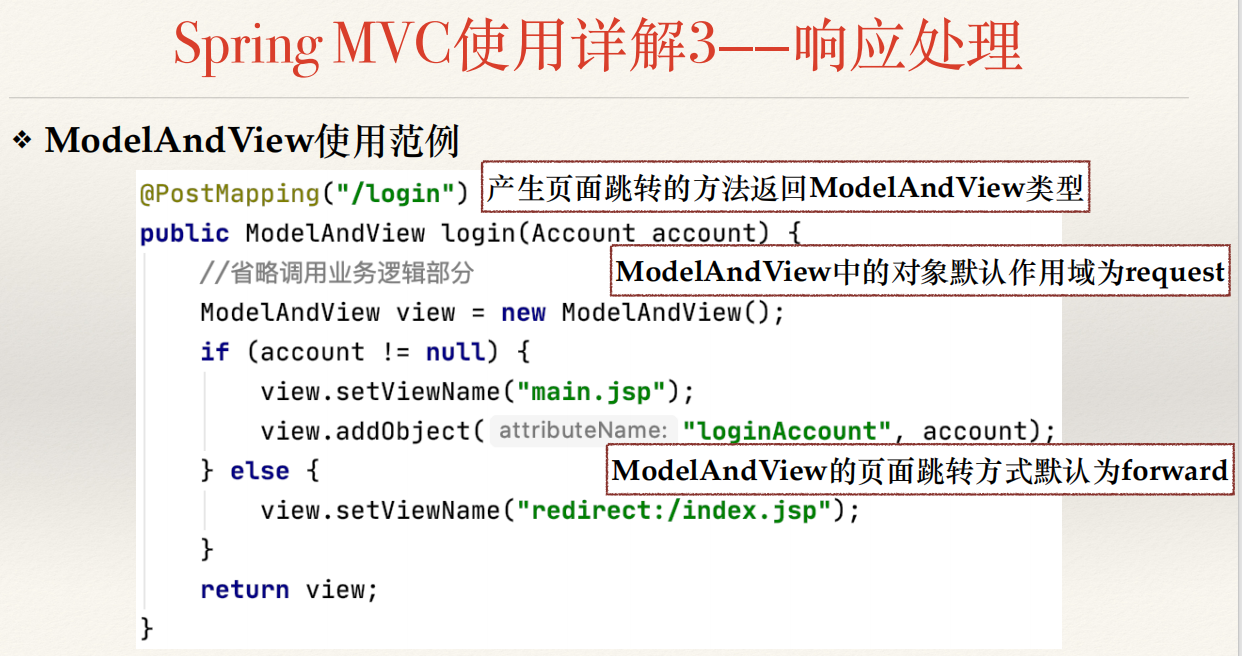 Spring MVC使用详解3——响应处理
❖ ModelAndView使用范例
@PostMapping("/login")
产生页面跳转的方法返回ModelAndView类型
public ModelAndView login(Account account) {
//省略调用业务逻辑部分
ModelAndView中的对象默认作用域为request
ModelAndView view = new ModelAndView();
if (account != null) {
view.setViewName("main.jsp");
view.addObject( attributeName: "loginAccount", account);
} else {
ModelAndView的页面跳转方式默认为forward
view.setViewName("redirect:/index.jsp");
}
return view;
}